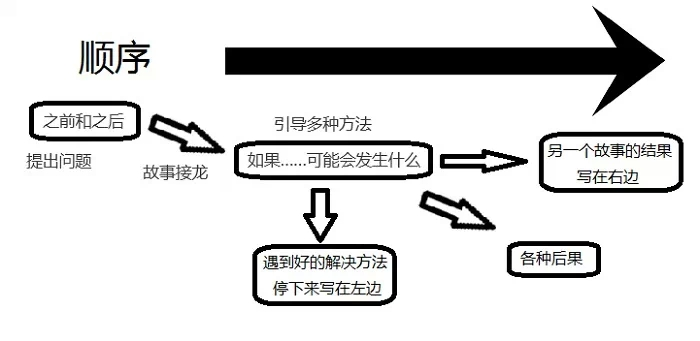 顺序
之前和之后
提出问题
故事接龙
引导多种方法
如果......可能会发生什么
另一个故事的结果
写在右边
遇到好的解决方法
停下来写在左边
各种后果